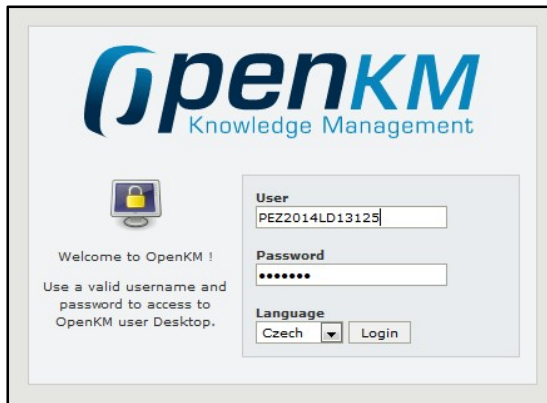 OpenKM
Knowledge Management
Welcome to OpenKM !
Use a valid username and
password to access to
OpenKM user Desktop.
User
PEZ2014LD13125
Password
•••••••
Language
Czech
Login